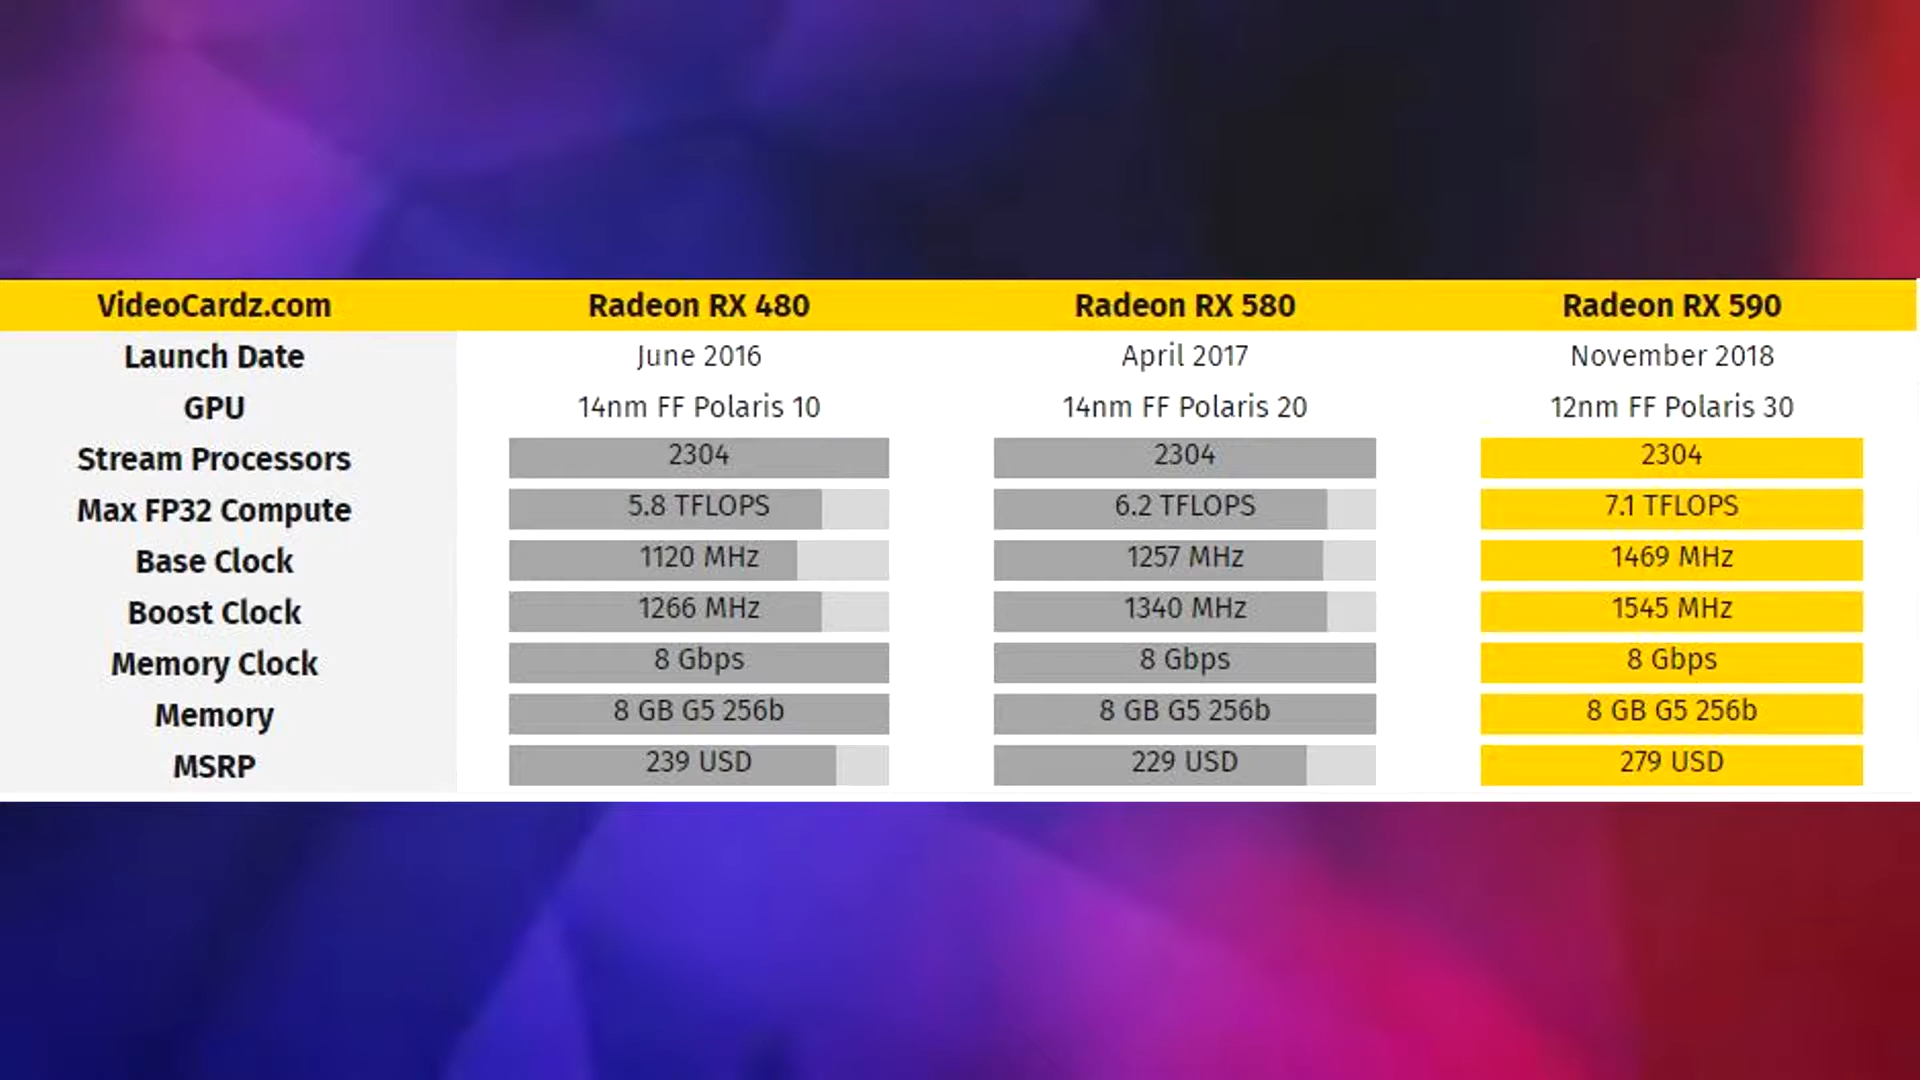 VideoCardz.com Radeon RX 480 Radeon RX 580 Radeon RX 590
Launch Date June 2016 April 2017 November 2018
GPU 14nm FF Polaris 10 14nm FF Polaris 20 12nm FF Polaris 30
Stream Processors 2304 2304 2304
Max FP32 Compute 5.8 TFLOPS 6.2 TFLOPS 7.1 TFLOPS
Base Clock 1120 MHz 1257 MHz 1469 MHz
Boost Clock 1266 MHz 1340 MHz 1545 MHz
Memory Clock 8 Gbps 8 Gbps 8 Gbps
Memory 8 GB G5 256b 8 GB G5 256b 8 GB G5 256b
MSRP 239 USD 229 USD 279 USD